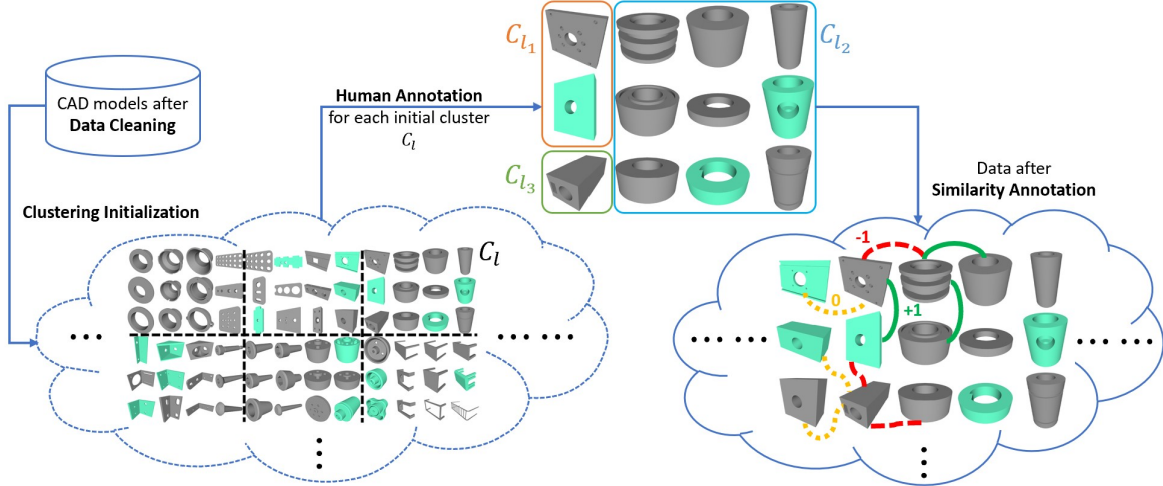 CAD models after
Data Cleaning
Human Annotation
for each initial cluster
C_l
C_{l_1}
C_{l_2}
C_{l_3}
Clustering Initialization
C_l
Data after
Similarity Annotation
-1
0
+1